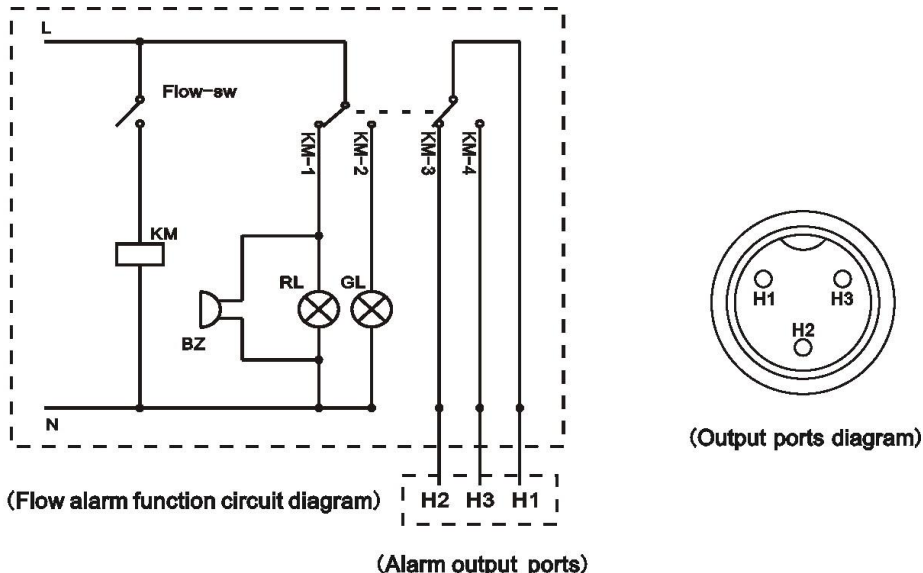 L
Flow-sw
KM-1
KM-2
KM-3
KM-4
KM
RL
GL
BZ
N
H1
H3
H2
(Output ports diagram)
(Flow alarm function circuit diagram)
H2 H3 H1
(Alarm output ports)